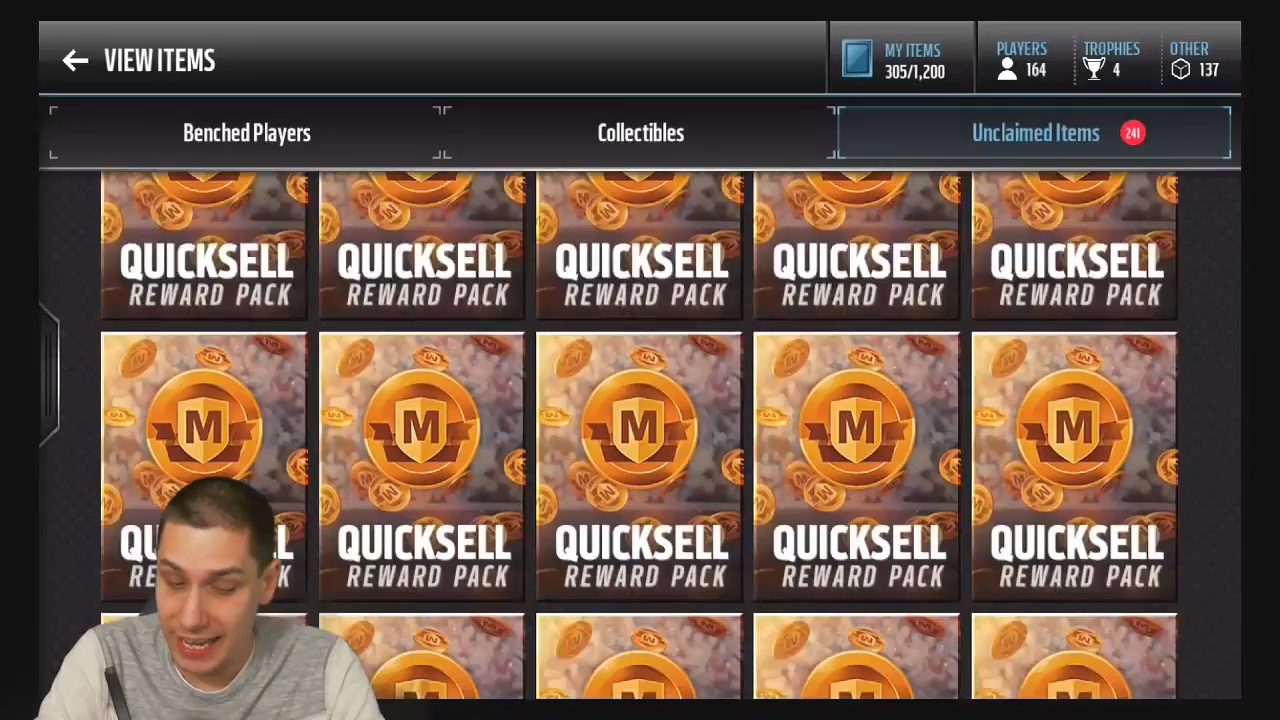 VIEW ITEMS
MY ITEMS
305/1,200
PLAYERS
164
TROPHIES
4
OTHER
137
Benched Players
Collectibles
Unclaimed Items 241
QUICKSELL
REWARD PACK
QUICKSELL
REWARD PACK
QUICKSELL
REWARD PACK
QUICKSELL
REWARD PACK
QUICKSELL
REWARD PACK
M
QU L
RE K
M
QUICKSELL
REWARD PACK
M
QUICKSELL
REWARD PACK
M
QUICKSELL
REWARD PACK
M
QUICKSELL
REWARD PACK